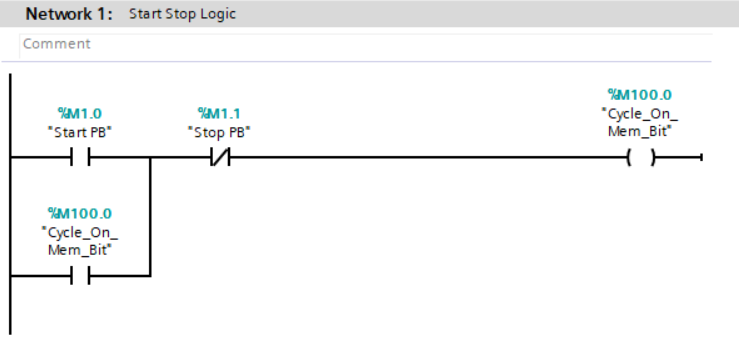 Network 1: Start Stop Logic
Comment
%M1.0
"Start PB"
%M1.1
"Stop PB"
%M100.0
"Cycle_On_
Mem_Bit"
%M100.0
"Cycle_On_
Mem_Bit"